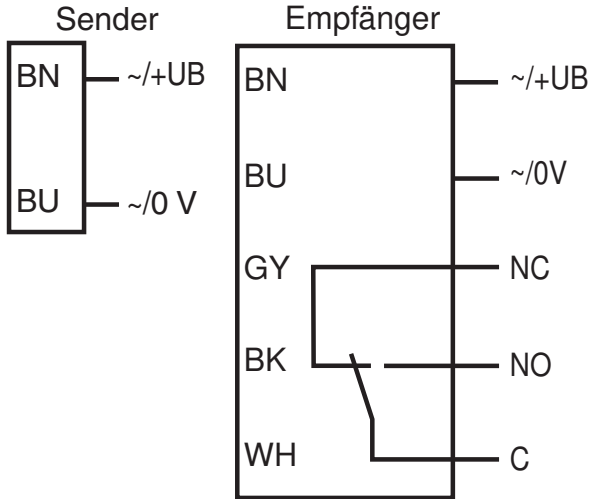 Sender
BN ~/+UB
BU ~/0 V
Empfänger
BN ~/+UB
BU ~/0V
GY NC
BK NO
WH C